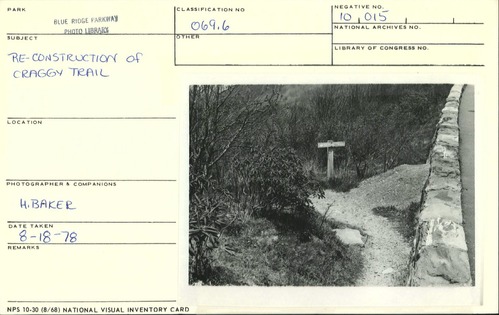 PARK
BLUE RIDGE PARKWAY
PHOTO LIBRARY
CLASSIFICATION NO
069.6
NEGATIVE NO.
10,015
NATIONAL ARCHIVES NO.
SUBJECT
RE-CONSTRUCTION OF
CRAGGY TRAIL
OTHER
LIBRARY OF CONGRESS NO.
LOCATION
PHOTOGRAPHER & COMPANIONS
H. BAKER
DATE TAKEN
8-18-78
REMARKS
NPS 10-30 (8/68) NATIONAL VISUAL INVENTORY CARD